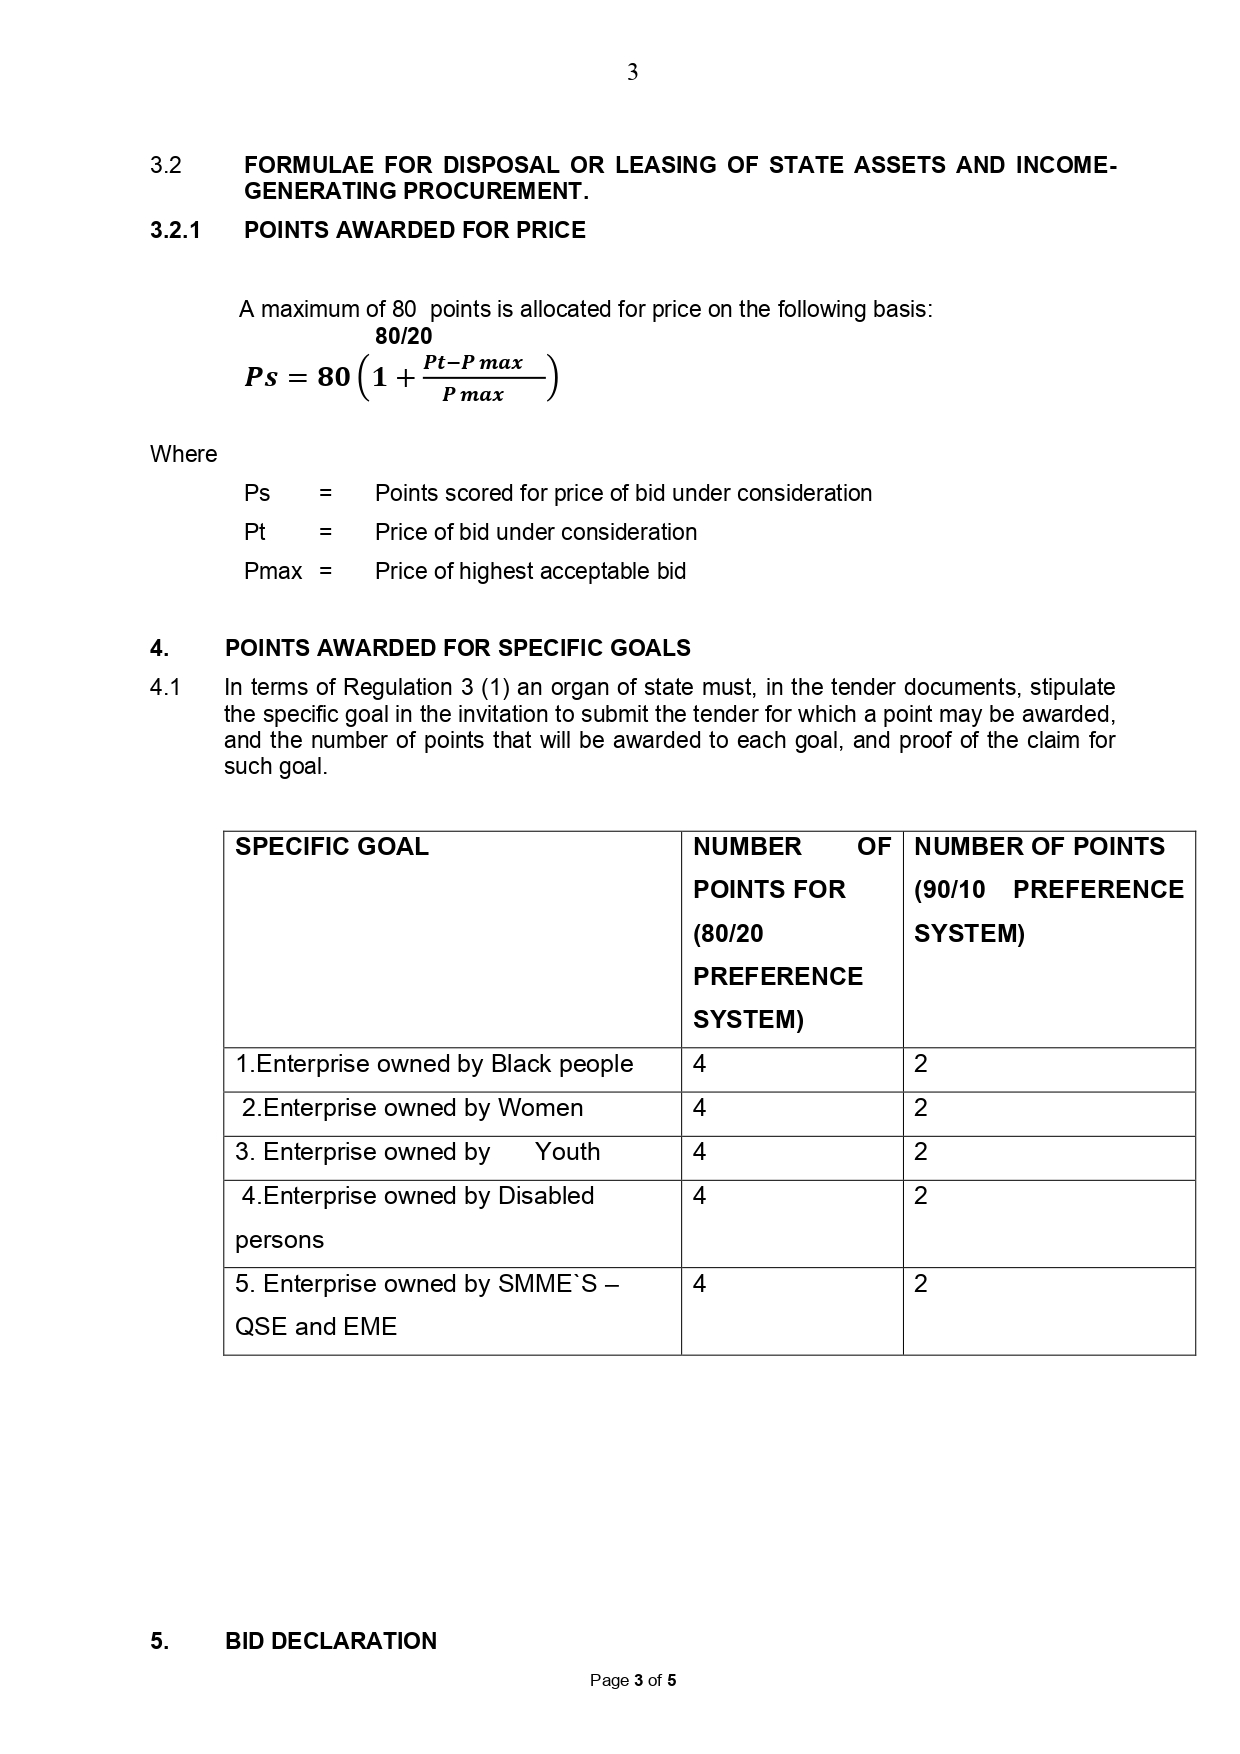 3
3.2 FORMULAE FOR DISPOSAL OR LEASING OF STATE ASSETS AND INCOME-
GENERATING PROCUREMENT.
3.2.1 POINTS AWARDED FOR PRICE
A maximum of 80 points is allocated for price on the following basis:
80/20
Ps = 80 (1 + Pt–P max / P max)
Where
Ps = Points scored for price of bid under consideration
Pt = Price of bid under consideration
Pmax = Price of highest acceptable bid
4. POINTS AWARDED FOR SPECIFIC GOALS
4.1 In terms of Regulation 3 (1) an organ of state must, in the tender documents, stipulate
the specific goal in the invitation to submit the tender for which a point may be awarded,
and the number of points that will be awarded to each goal, and proof of the claim for
such goal.
SPECIFIC GOAL
NUMBER OF
POINTS FOR
(80/20
PREFERENCE
SYSTEM)
NUMBER OF POINTS
(90/10 PREFERENCE
SYSTEM)
1.Enterprise owned by Black people 4 2
2.Enterprise owned by Women 4 2
3. Enterprise owned by Youth 4 2
4.Enterprise owned by Disabled 4 2
persons
5. Enterprise owned by SMME`S – 4 2
QSE and EME
5. BID DECLARATION
Page 3 of 5